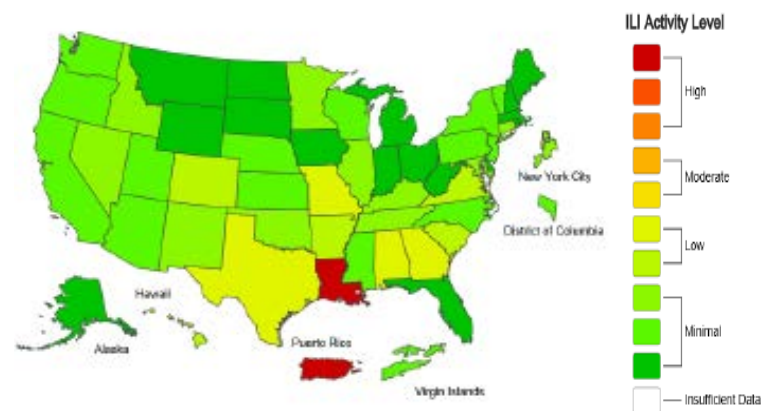 ILI Activity Level
High
Moderate
New York City
District of Columbia
Low
Hawaii
Alaska
Puerto Rico
Minimal
Virgin Islands
Insufficient Data